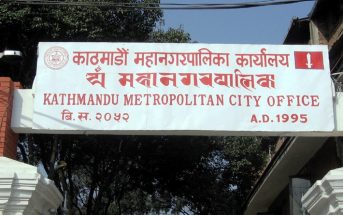 काठमाडौं महानगरपालिका कार्यालय
KATHMANDU METROPOLITAN CITY OFFICE
बि.स. २०५२ A.D.1995